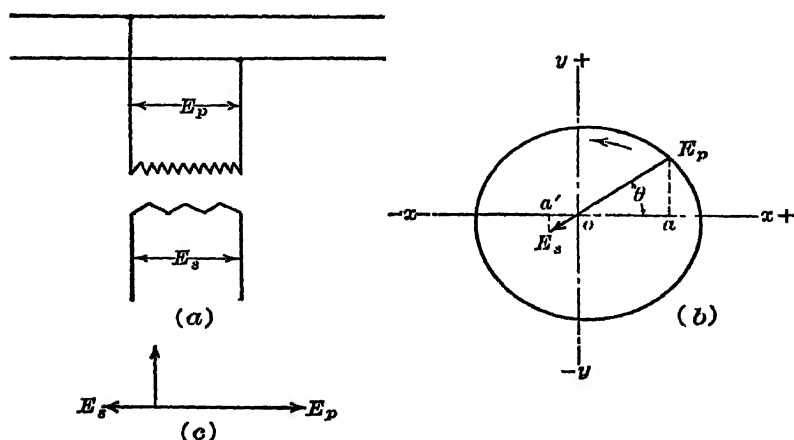 E_p
E_s
(a)
E_s E_p
(c)
y+
E_p
θ
-x a' o a x+
E_s
(b)
-y